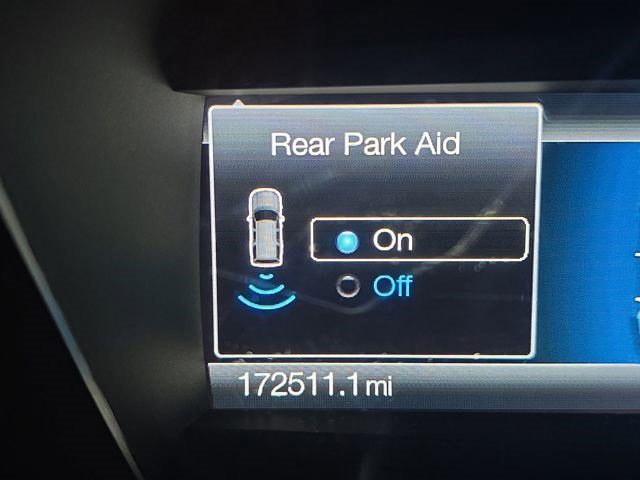 Rear Park Aid
On
Off
172511.1 mi